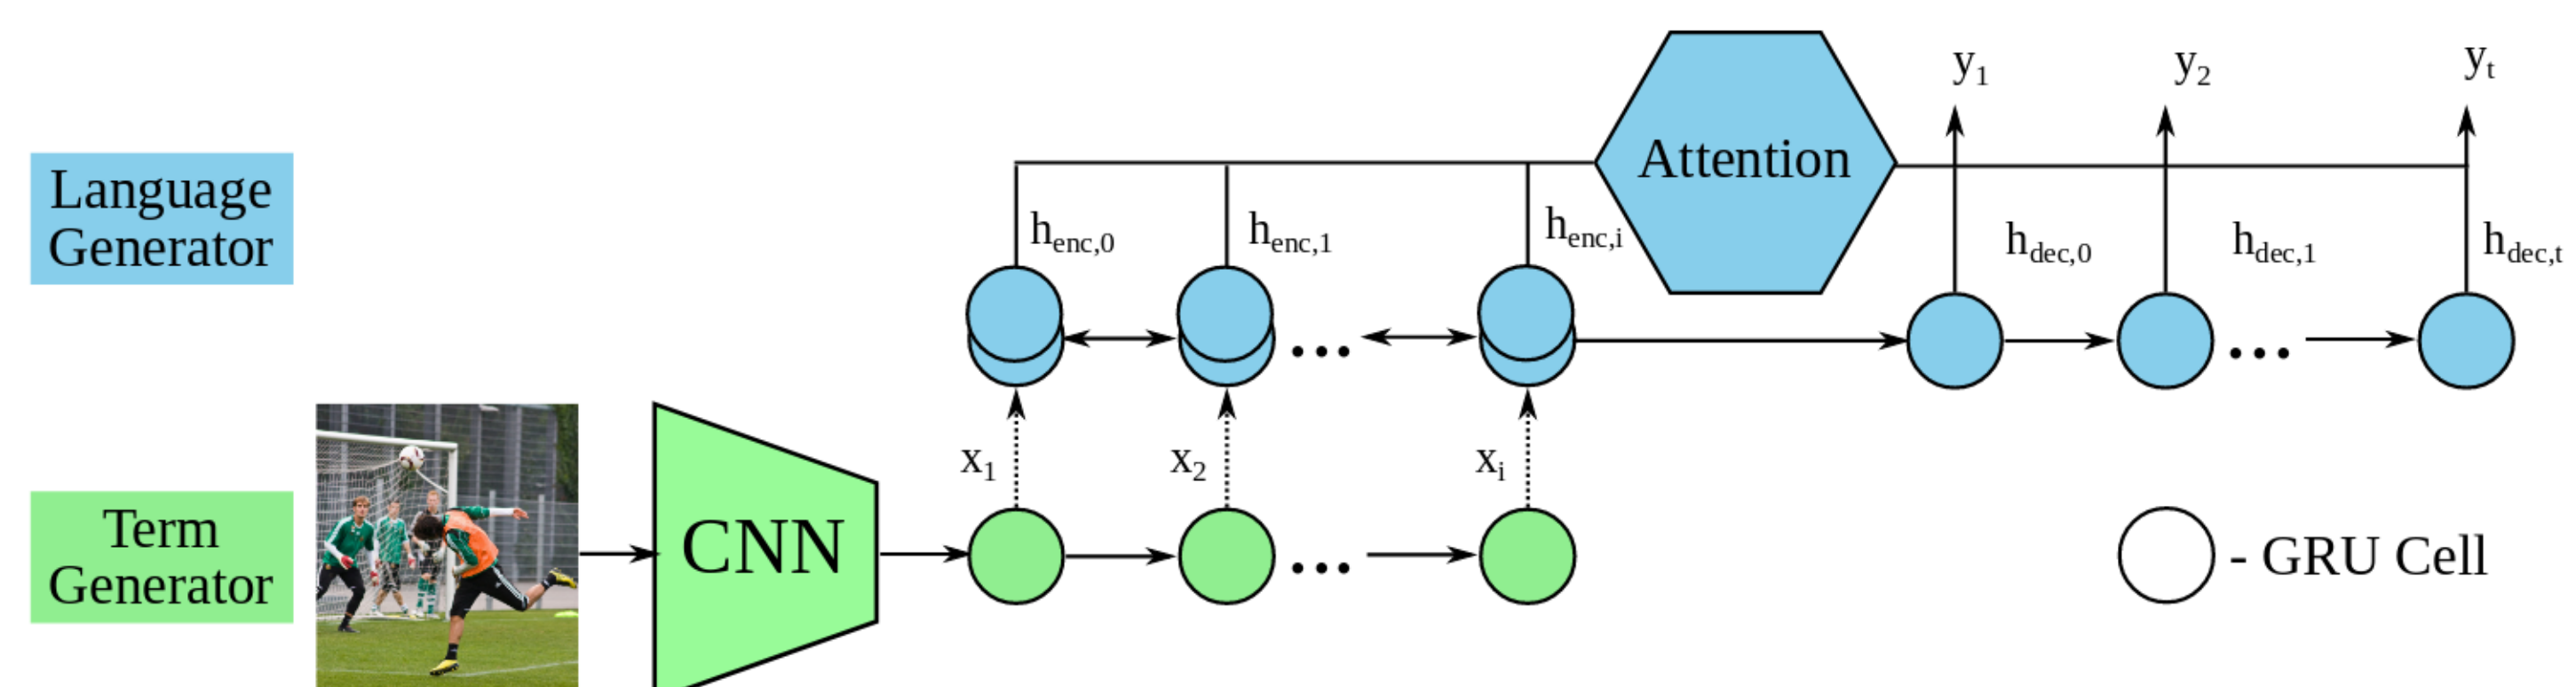 Language
Generator
Term
Generator
CNN
x1
x2
xi
henc,0
henc,1
henc,i
Attention
y1
y2
yt
hdec,0
hdec,1
hdec,t
...
...
...
- GRU Cell